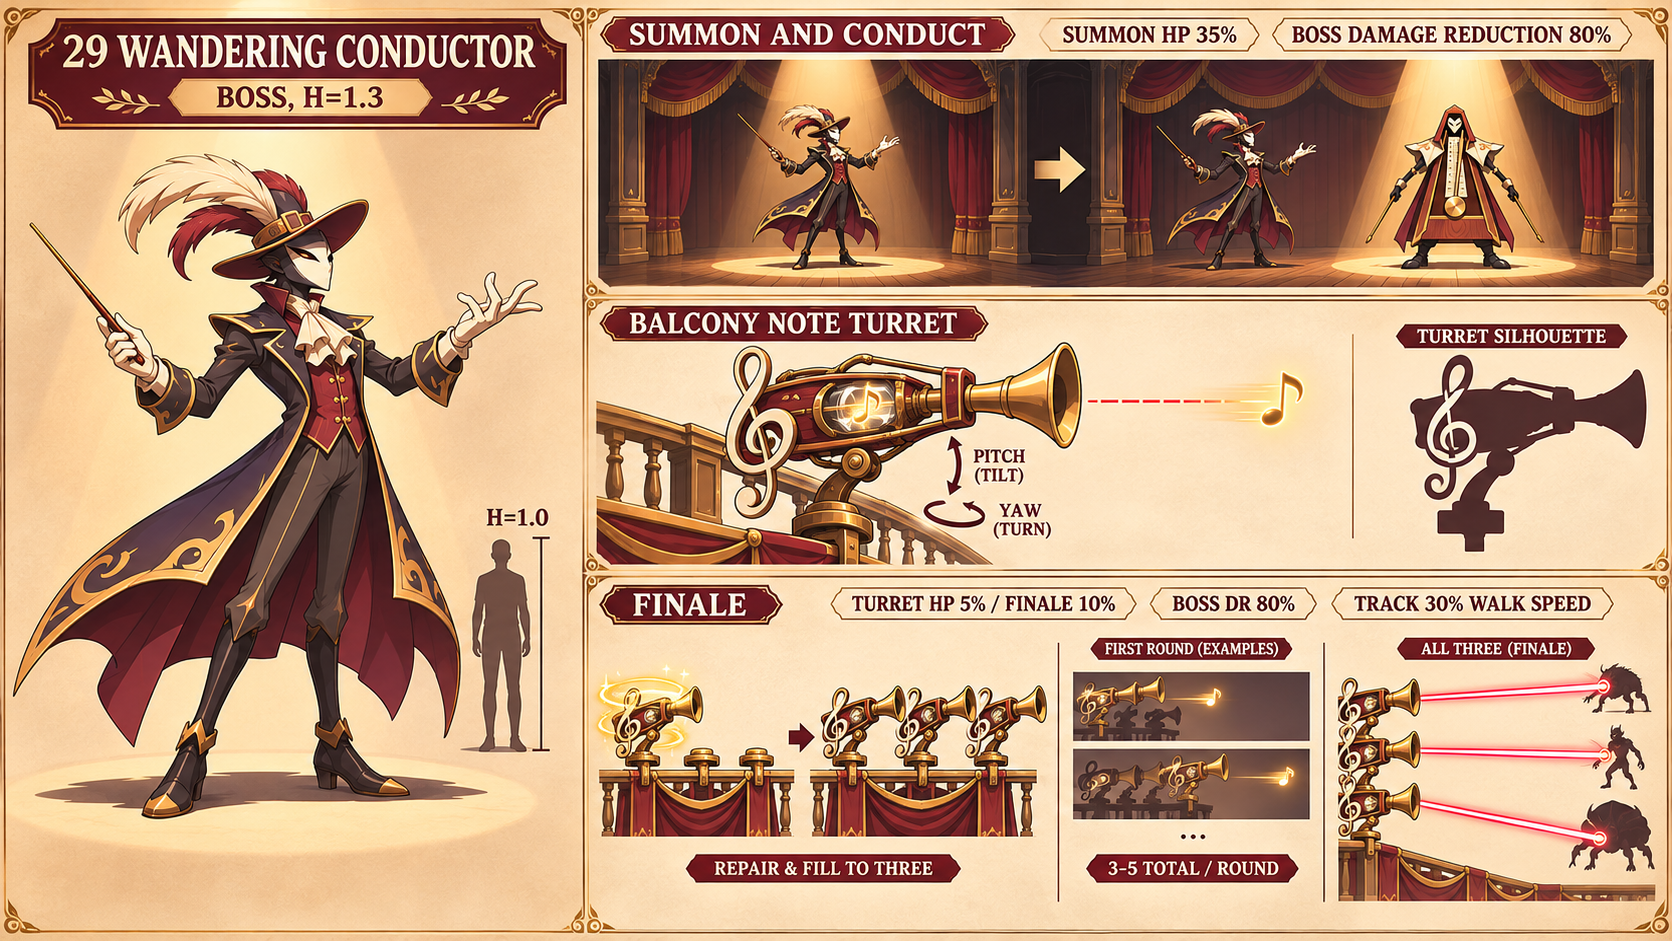 29 WANDERING CONDUCTOR
BOSS, H=1.3
H=1.0
SUMMON AND CONDUCT
SUMMON HP 35%
BOSS DAMAGE REDUCTION 80%
BALCONY NOTE TURRET
PITCH
(TILT)
YAW
(TURN)
TURRET SILHOUETTE
FINALE
TURRET HP 5% / FINALE 10%
BOSS DR 80%
TRACK 30% WALK SPEED
REPAIR & FILL TO THREE
FIRST ROUND (EXAMPLES)
...
3-5 TOTAL / ROUND
ALL THREE (FINALE)